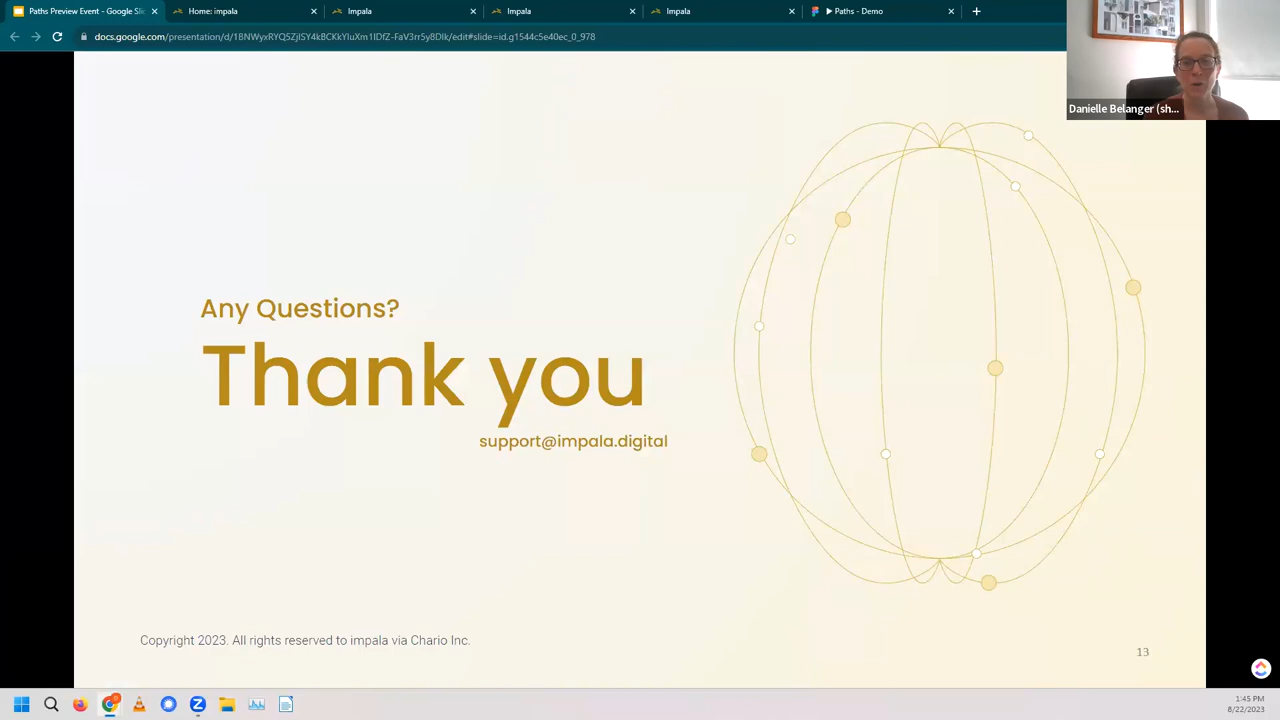 Paths Preview Event - Google Sli
Home: impala
Impala
Impala
Impala
Paths - Demo
docs.google.com/presentation/d/18NWyxRYQ5ZjlSY4kBCKkYluXm1IDfZ-FaV3rrSy8Dlk/edit#slide=id.g1544c5e40ec_0_978
Danielle Belanger (sh...
Any Questions?
Thank you
support@impala.digital
Copyright 2023. All rights reserved to impala via Chario Inc.
13
1:45 PM
8/22/2023